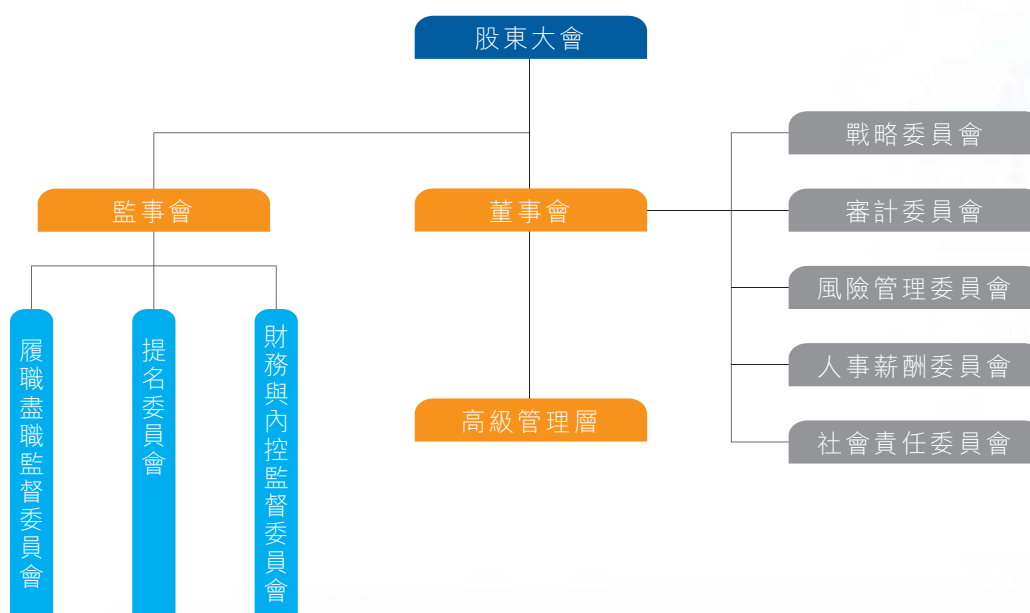 股東大會
戰略委員會
監事會
董事會
審計委員會
風險管理委員會
履職盡職監督委員會
提名委員會
財務與內控監督委員會
人事薪酬委員會
高級管理層
社會責任委員會